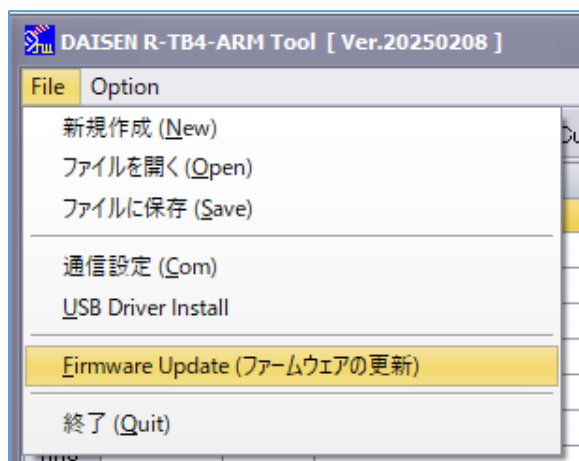 DAISEN R-TB4-ARM Tool [ Ver.20250208 ]
File Option
新規作成 (New)
ファイルを開く(Open)
ファイルに保存 (Save)
通信設定 (Com)
USB Driver Install
Firmware Update (ファームウェアの更新)
終了 (Quit)